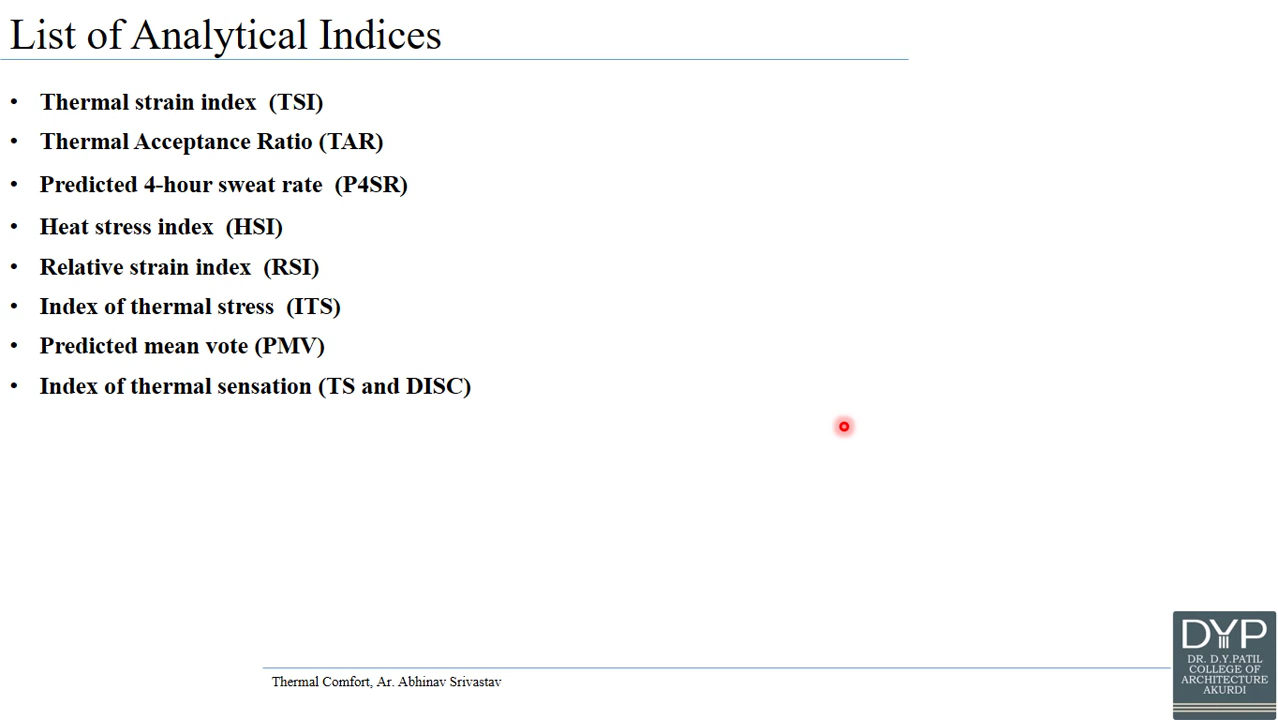 List of Analytical Indices
• Thermal strain index (TSI)
• Thermal Acceptance Ratio (TAR)
• Predicted 4-hour sweat rate (P4SR)
• Heat stress index (HSI)
• Relative strain index (RSI)
• Index of thermal stress (ITS)
• Predicted mean vote (PMV)
• Index of thermal sensation (TS and DISC)
Thermal Comfort, Ar. Abhinav Srivastav
DYP
DR. D.Y.PATIL
COLLEGE OF
ARCHITECTURE
AKURDI